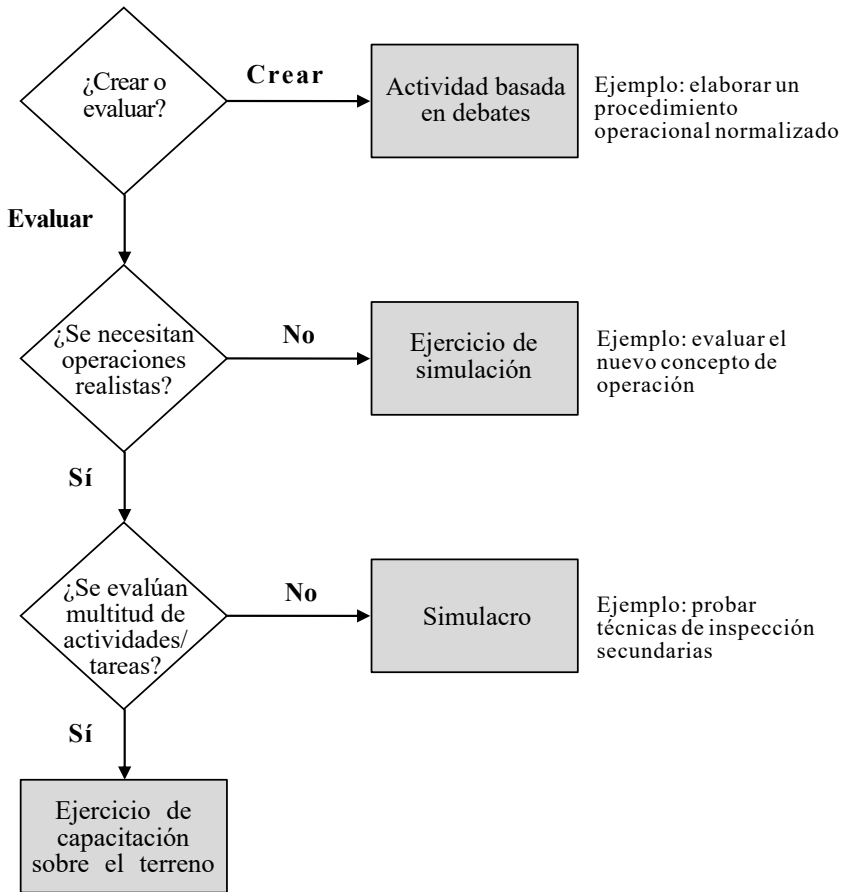 ¿Crear o
evaluar?
Crear
Actividad basada
en debates
Ejemplo: elaborar un
procedimiento
operacional normalizado
Evaluar
¿Se necesitan
operaciones
realistas?
No
Ejercicio de
simulación
Ejemplo: evaluar el
nuevo concepto de
operación
Sí
¿Se evalúan
multitud de
actividades/
tareas?
No
Simulacro
Ejemplo: probar
técnicas de inspección
secundarias
Sí
Ejercicio de
capacitación
sobre el terreno